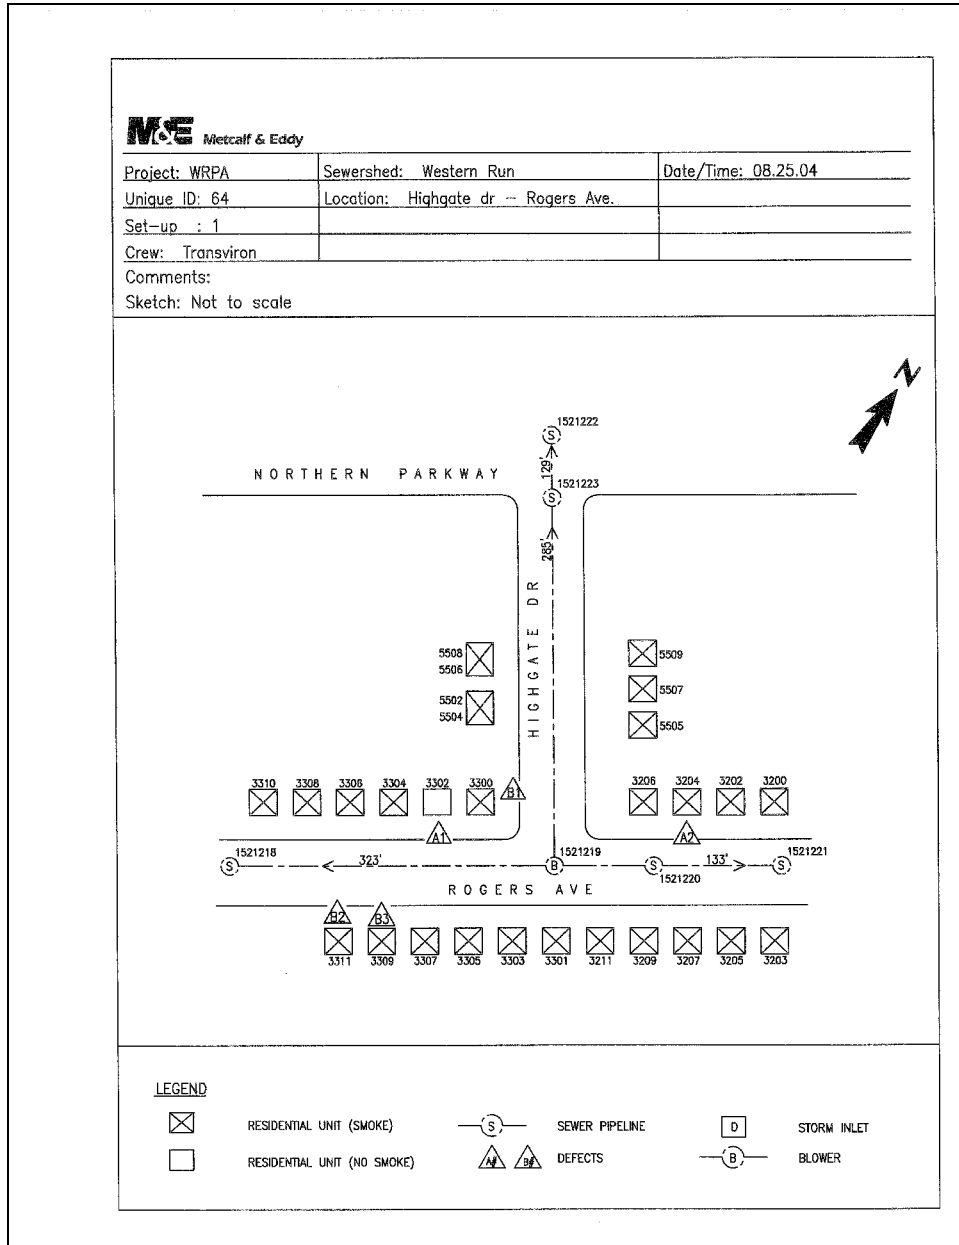 M&E Metcalf & Eddy
Project: WRPA
Sewershed: Western Run
Date/Time: 08.25.04
Unique ID: 64
Location: Highgate dr - Rogers Ave.
Set-up : 1
Crew: Transviron
Comments:
Sketch: Not to scale
N
1521222
S
129'
NORTHERN PARKWAY
1521223
S
285'
HIGHGATE DR
5508
5506
5509
5502
5504
5507
5505
3310 3308 3306 3304 3302 3300
B1
3206 3204 3202 3200
A1
A2
1521218
S
323'
1521219
B
S
1521220
133'
1521221
S
ROGERS AVE
B2 B3
3311 3309 3307 3305 3303 3301 3211 3209 3207 3205 3203
LEGEND
RESIDENTIAL UNIT (SMOKE)
S SEWER PIPELINE
D STORM INLET
RESIDENTIAL UNIT (NO SMOKE)
A# B# DEFECTS
B BLOWER